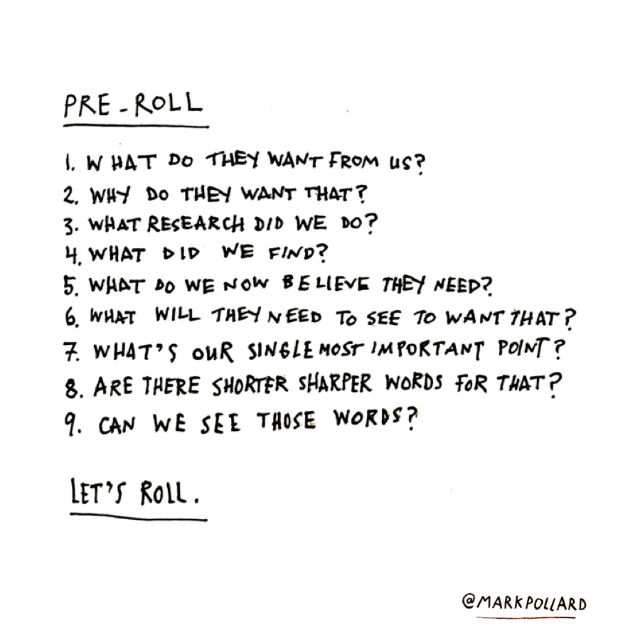 PRE-ROLL
1. WHAT DO THEY WANT FROM US?
2. WHY DO THEY WANT THAT?
3. WHAT RESEARCH DID WE DO?
4. WHAT DID WE FIND?
5. WHAT DO WE NOW BELIEVE THEY NEED?
6. WHAT WILL THEY NEED TO SEE TO WANT THAT?
7. WHAT'S OUR SINGLE MOST IMPORTANT POINT?
8. ARE THERE SHORTER SHARPER WORDS FOR THAT?
9. CAN WE SEE THOSE WORDS?
LET'S ROLL.
@MARKPOLLARD